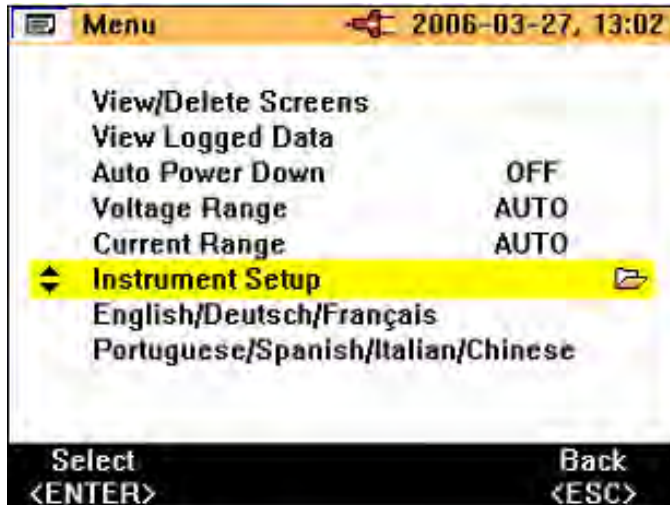 Menu 2006-03-27, 13:02
View/Delete Screens
View Logged Data
Auto Power Down OFF
Voltage Range AUTO
Current Range AUTO
Instrument Setup
English/Deutsch/Français
Portuguese/Spanish/Italian/Chinese
Select Back
<ENTER> <ESC>